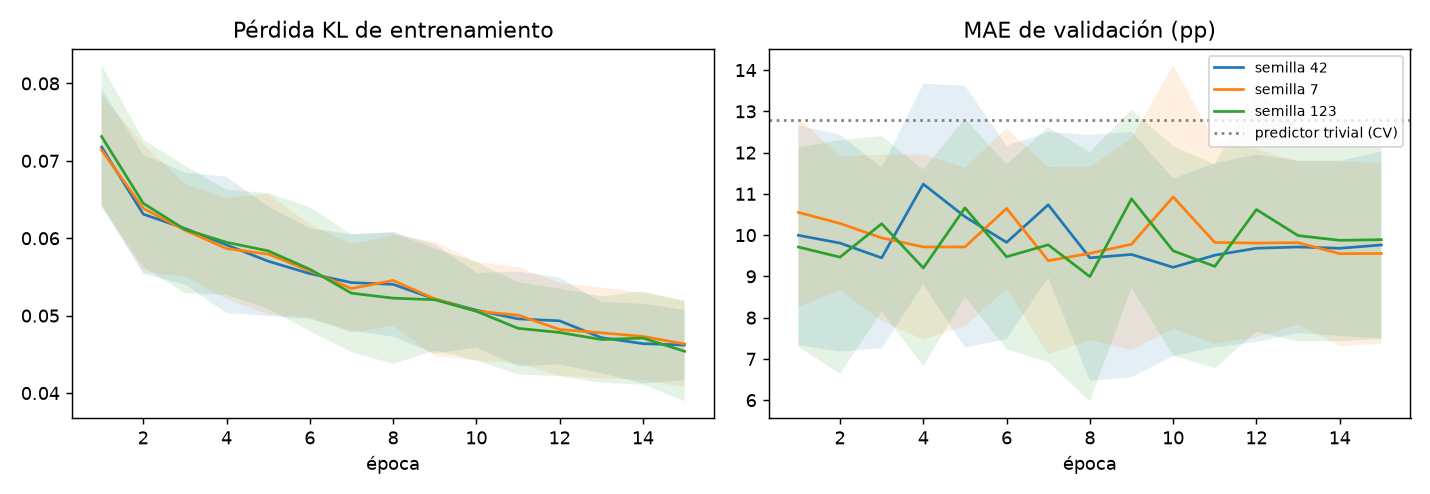 Pérdida KL de entrenamiento
0.08
0.07
0.06
0.05
0.04
2 4 6 8 10 12 14
época
MAE de validación (pp)
14
13
12
11
10
9
8
7
6
2 4 6 8 10 12 14
época
semilla 42
semilla 7
semilla 123
predictor trivial (CV)